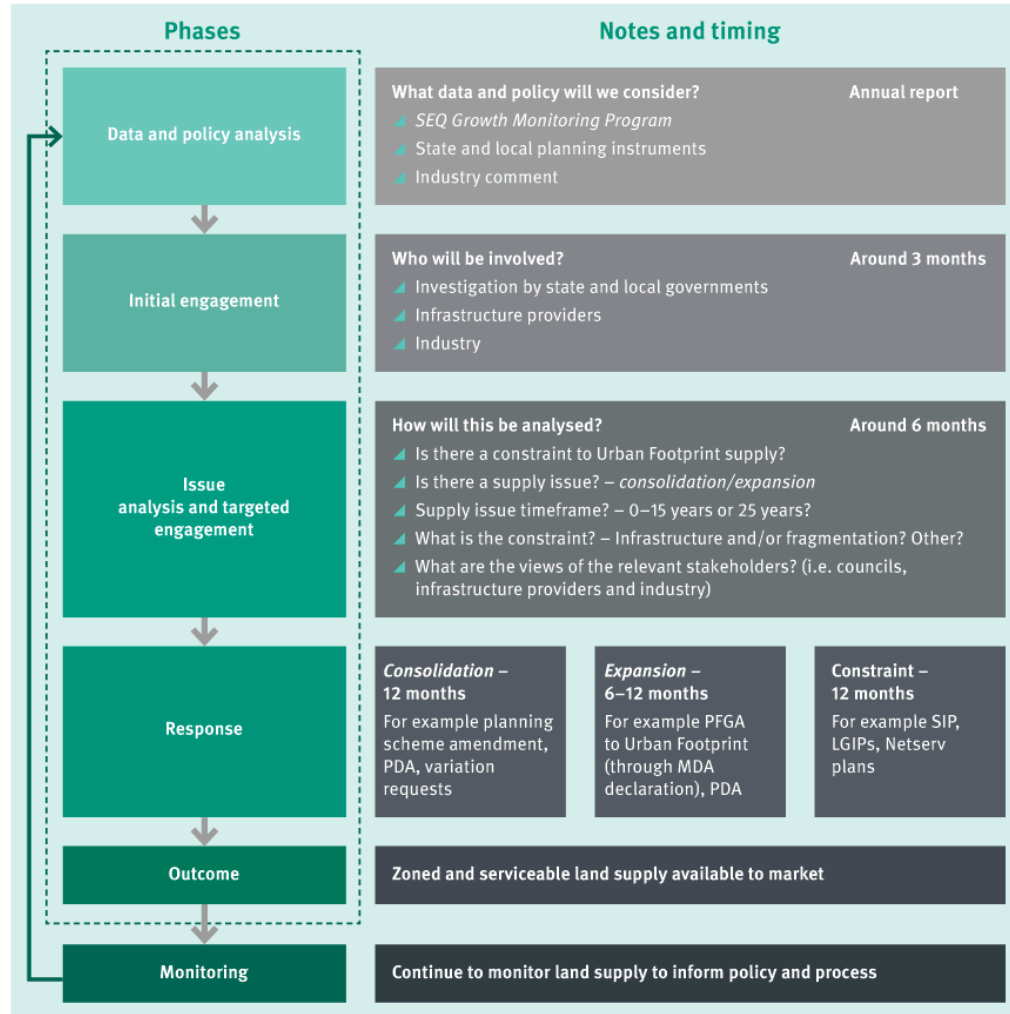 Phases
Notes and timing
Data and policy analysis
What data and policy will we consider?
Annual report
SEQ Growth Monitoring Program
State and local planning instruments
Industry comment
Initial engagement
Who will be involved?
Around 3 months
Investigation by state and local governments
Infrastructure providers
Industry
Issue
analysis and targeted
engagement
How will this be analysed?
Around 6 months
Is there a constraint to Urban Footprint supply?
Is there a supply issue? – consolidation/expansion
Supply issue timeframe? – 0–15 years or 25 years?
What is the constraint? – Infrastructure and/or fragmentation? Other?
What are the views of the relevant stakeholders? (i.e. councils,
infrastructure providers and industry)
Response
Consolidation –
12 months
For example planning
scheme amendment,
PDA, variation
requests
Expansion –
6–12 months
For example PFGA
to Urban Footprint
(through MDA
declaration), PDA
Constraint –
12 months
For example SIP,
LGIPs, Netserv
plans
Outcome
Zoned and serviceable land supply available to market
Monitoring
Continue to monitor land supply to inform policy and process